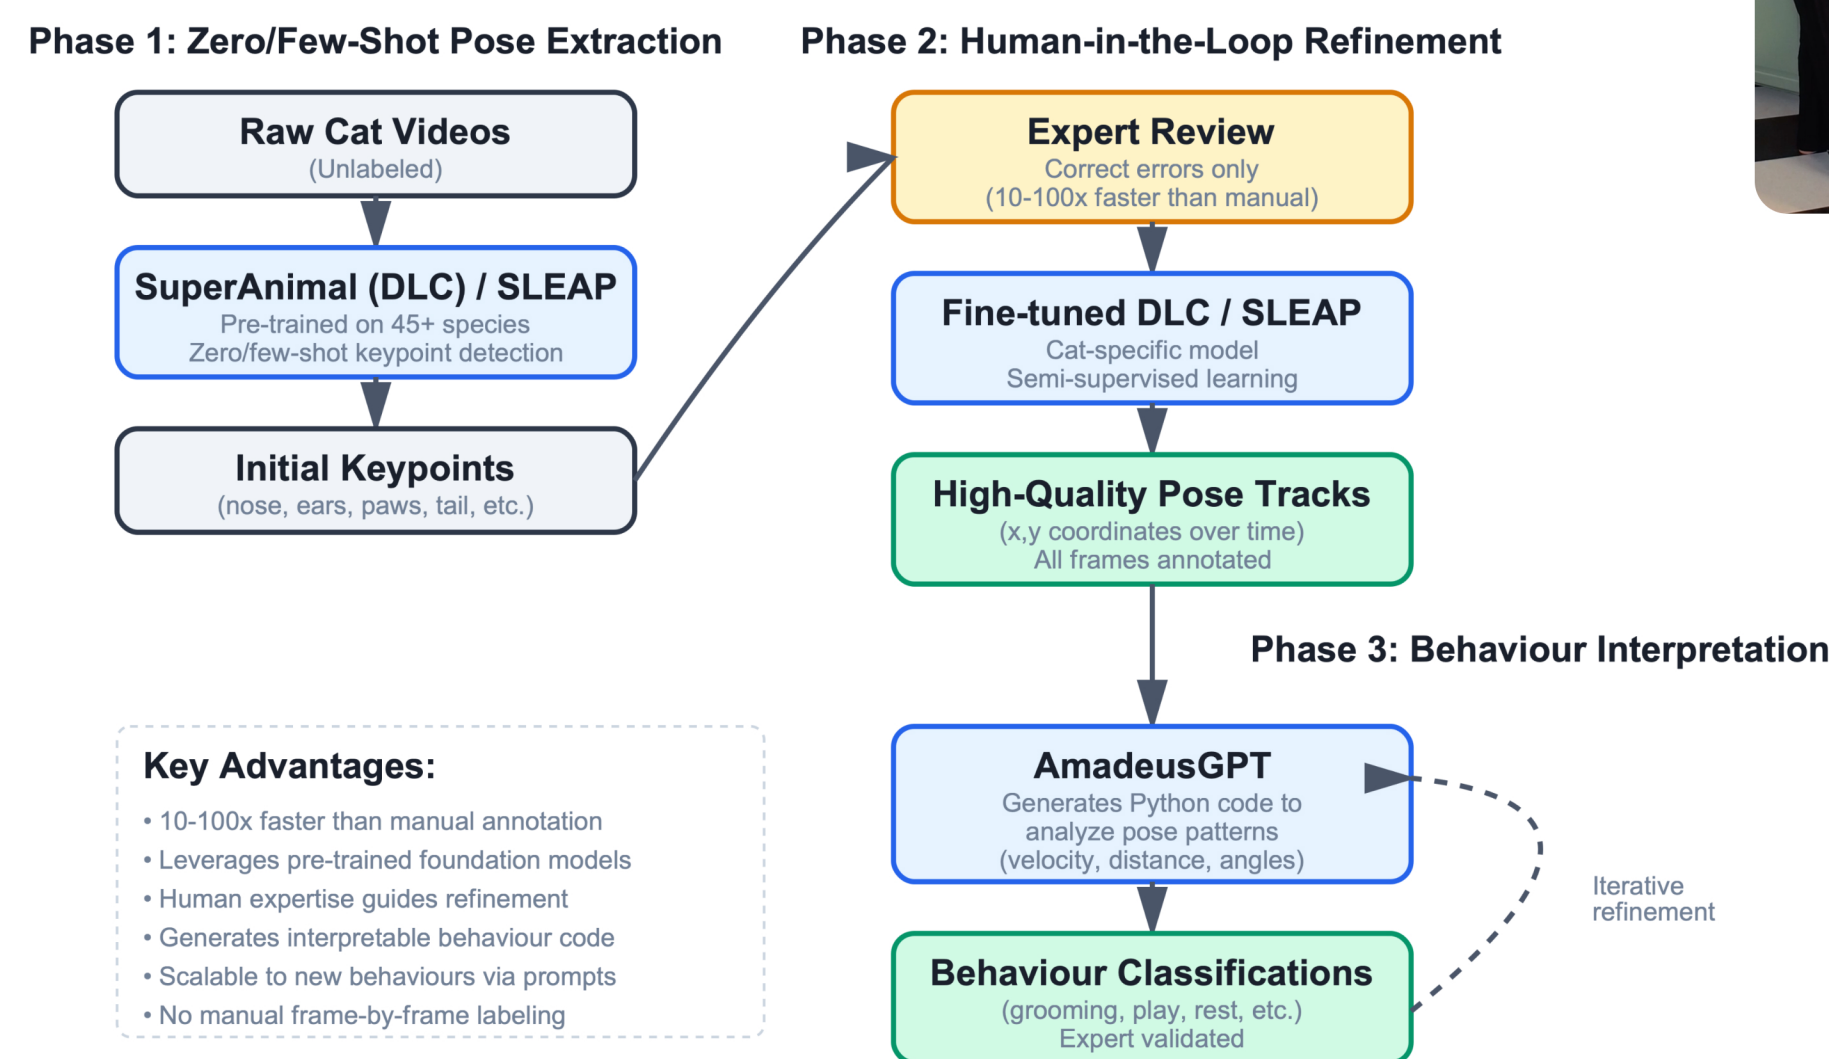 Phase 1: Zero/Few-Shot Pose Extraction
Raw Cat Videos
(Unlabeled)
SuperAnimal (DLC) / SLEAP
Pre-trained on 45+ species
Zero/few-shot keypoint detection
Initial Keypoints
(nose, ears, paws, tail, etc.)
Phase 2: Human-in-the-Loop Refinement
Expert Review
Correct errors only
(10-100x faster than manual)
Fine-tuned DLC / SLEAP
Cat-specific model
Semi-supervised learning
High-Quality Pose Tracks
(x,y coordinates over time)
All frames annotated
Phase 3: Behaviour Interpretation
AmadeusGPT
Generates Python code to
analyze pose patterns
(velocity, distance, angles)
Iterative
refinement
Behaviour Classifications
(grooming, play, rest, etc.)
Expert validated
Key Advantages:
• 10-100x faster than manual annotation
• Leverages pre-trained foundation models
• Human expertise guides refinement
• Generates interpretable behaviour code
• Scalable to new behaviours via prompts
• No manual frame-by-frame labeling